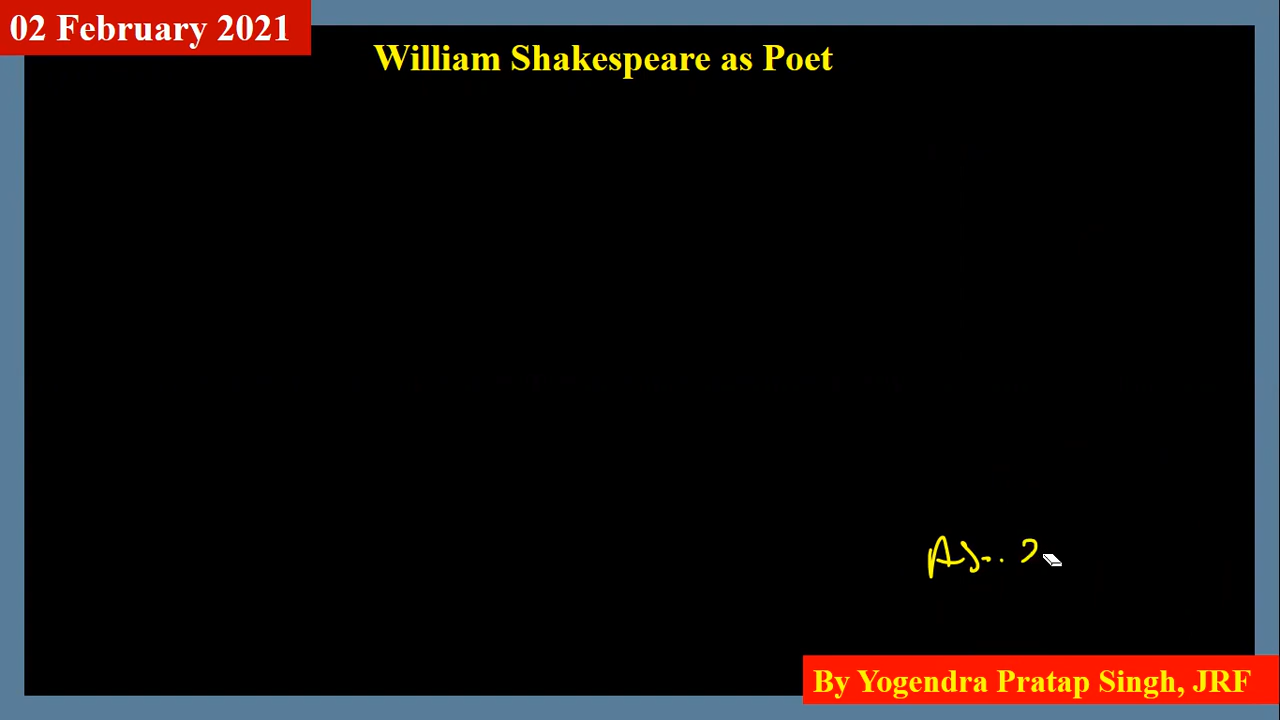 02 February 2021
William Shakespeare as Poet
By Yogendra Pratap Singh, JRF